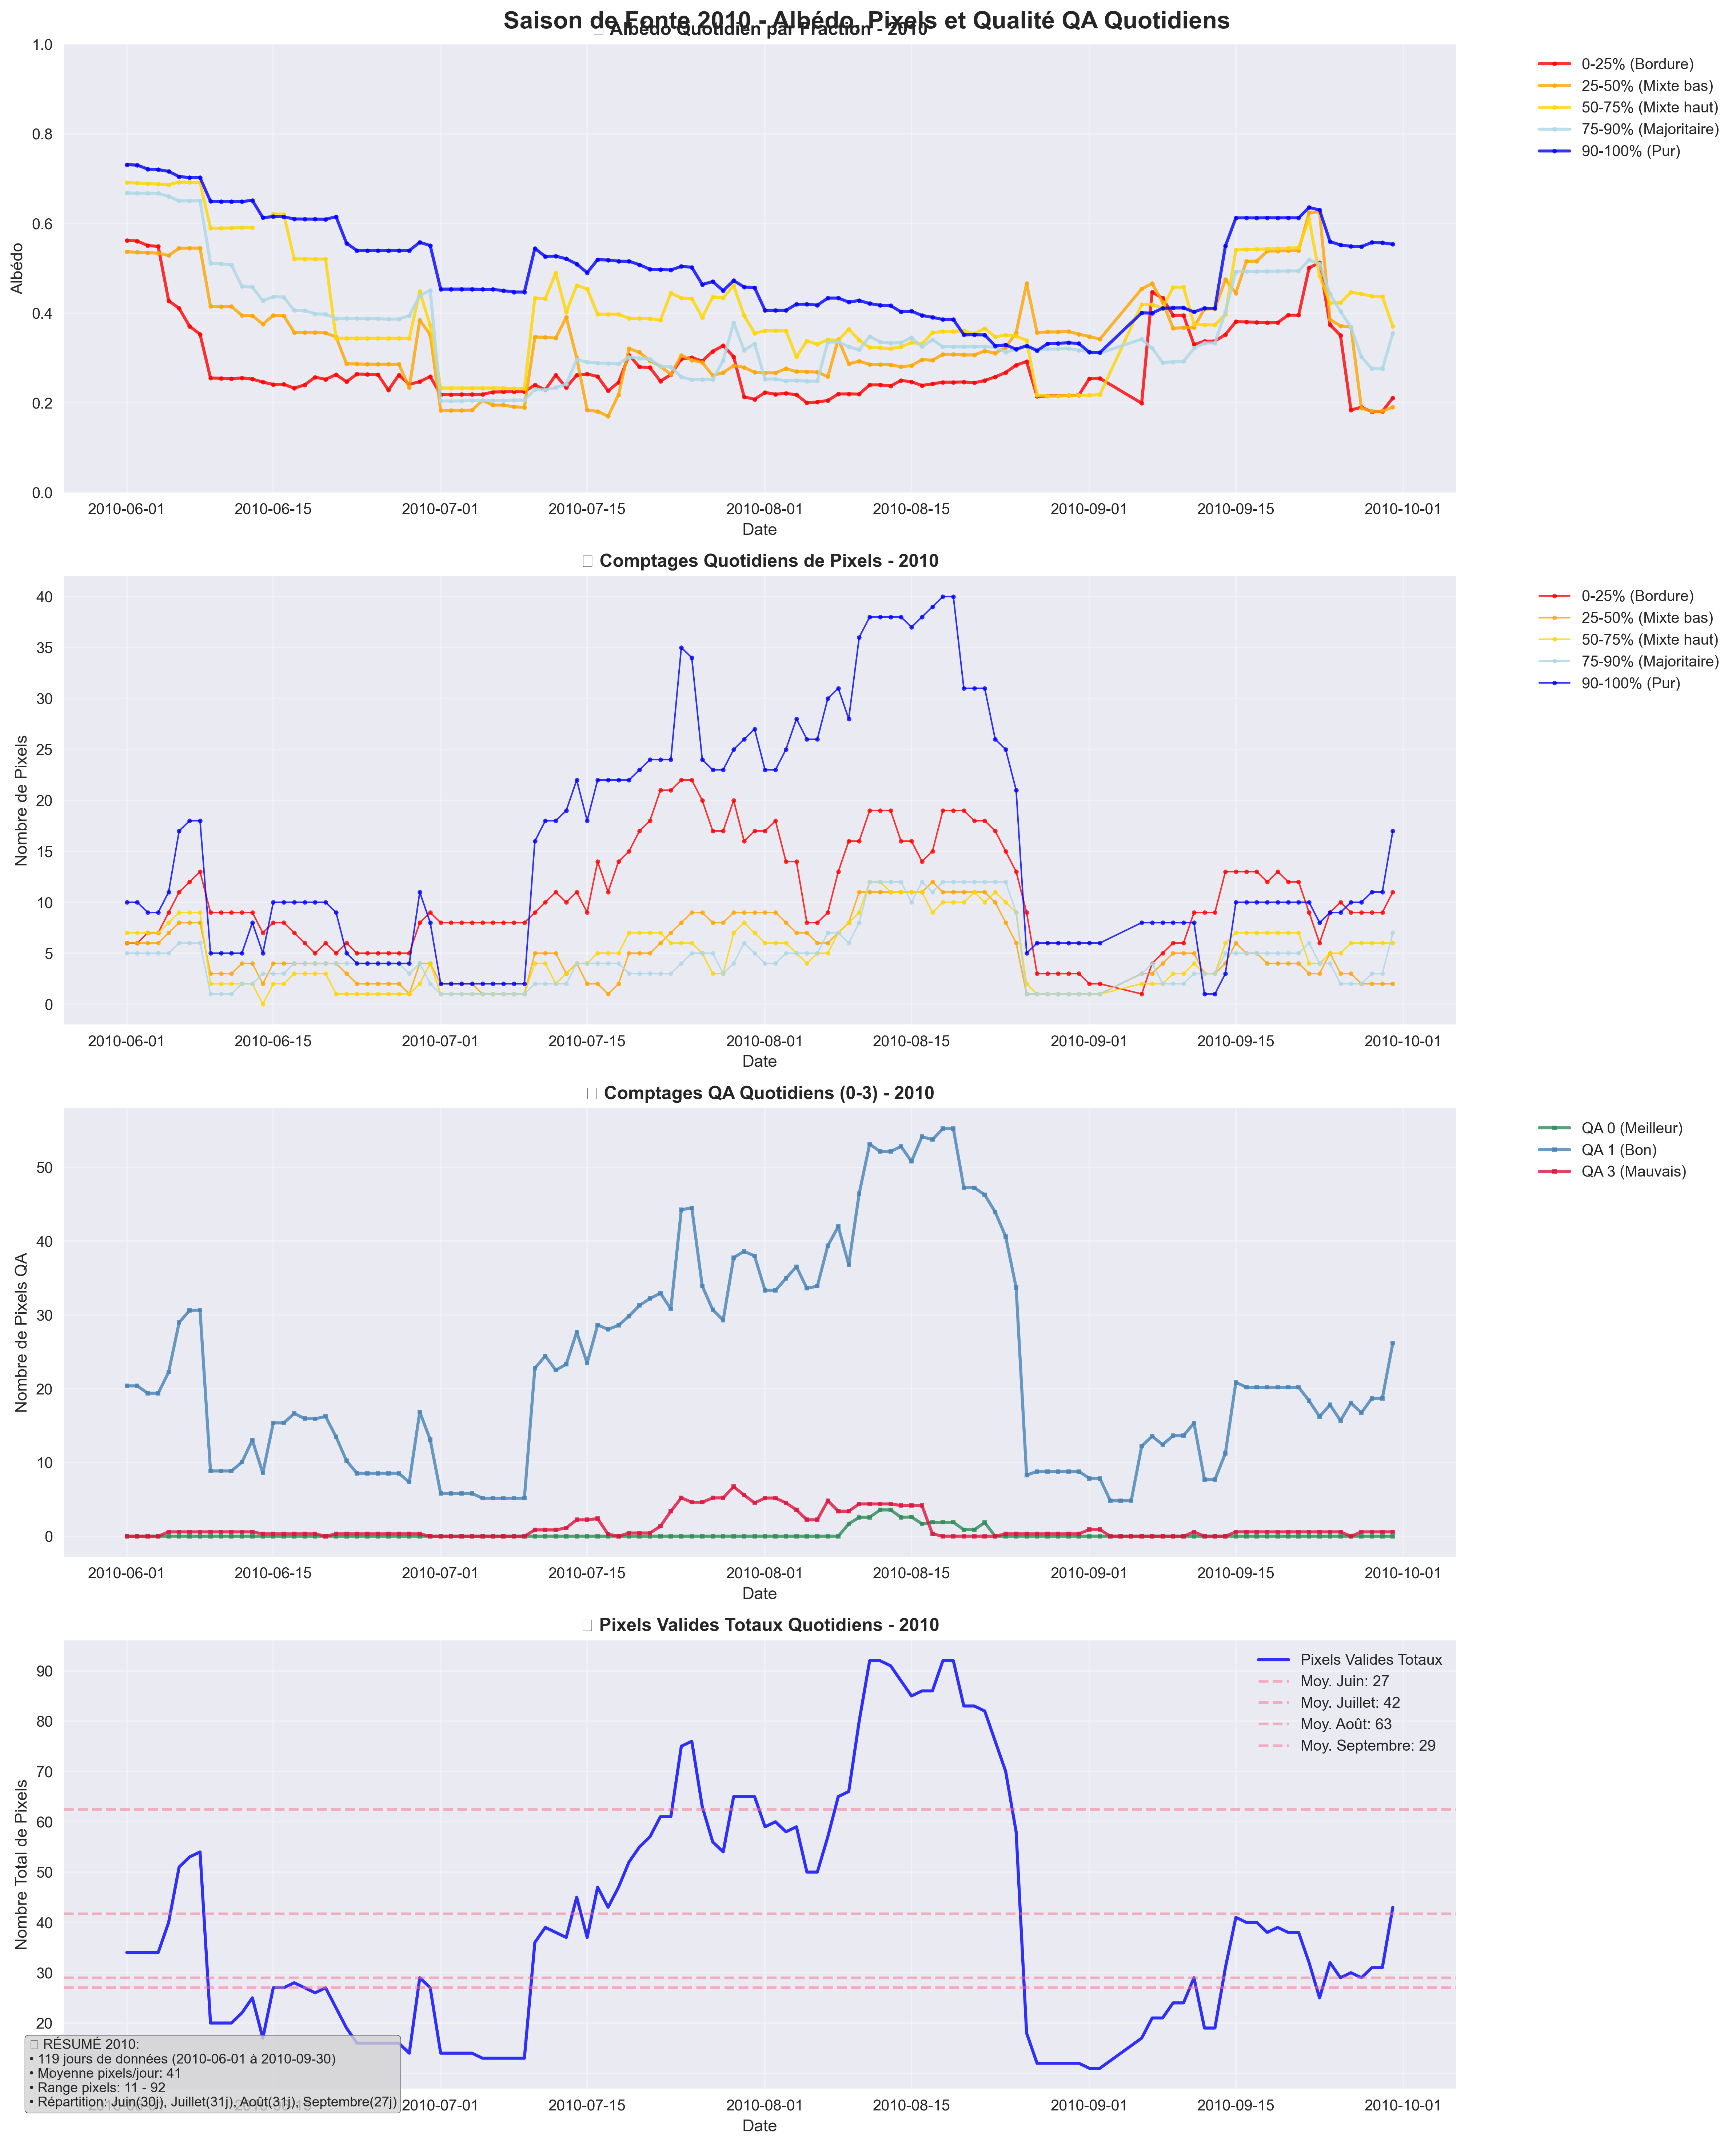 Saison de Fonte 2010 - Albédo, Pixels et Qualité QA Quotidiens
Albédo Quotidien par Fraction - 2010
1.0
0.8
0.6
0.4
0.2
0.0
Albédo
2010-06-01 2010-06-15 2010-07-01 2010-07-15 2010-08-01 2010-08-15 2010-09-01 2010-09-15 2010-10-01
Date
0-25% (Bordure)
25-50% (Mixte bas)
50-75% (Mixte haut)
75-90% (Majoritaire)
90-100% (Pur)
Comptages Quotidiens de Pixels - 2010
40
35
30
25
20
15
10
5
0
Nombre de Pixels
2010-06-01 2010-06-15 2010-07-01 2010-07-15 2010-08-01 2010-08-15 2010-09-01 2010-09-15 2010-10-01
Date
0-25% (Bordure)
25-50% (Mixte bas)
50-75% (Mixte haut)
75-90% (Majoritaire)
90-100% (Pur)
Comptages QA Quotidiens (0-3) - 2010
50
40
30
20
10
0
Nombre de Pixels QA
2010-06-01 2010-06-15 2010-07-01 2010-07-15 2010-08-01 2010-08-15 2010-09-01 2010-09-15 2010-10-01
Date
QA 0 (Meilleur)
QA 1 (Bon)
QA 3 (Mauvais)
Pixels Valides Totaux Quotidiens - 2010
90
80
70
60
50
40
30
20
Nombre Total de Pixels
Pixels Valides Totaux
Moy. Juin: 27
Moy. Juillet: 42
Moy. Août: 63
Moy. Septembre: 29
RÉSUMÉ 2010:
• 119 jours de données (2010-06-01 à 2010-09-30)
• Moyenne pixels/jour: 41
• Range pixels: 11 - 92
• Répartition: Juin(30j), Juillet(31j), Août(31j), Septembre(27j)
2010-07-01 2010-07-15 2010-08-01 2010-08-15 2010-09-01 2010-09-15 2010-10-01
Date